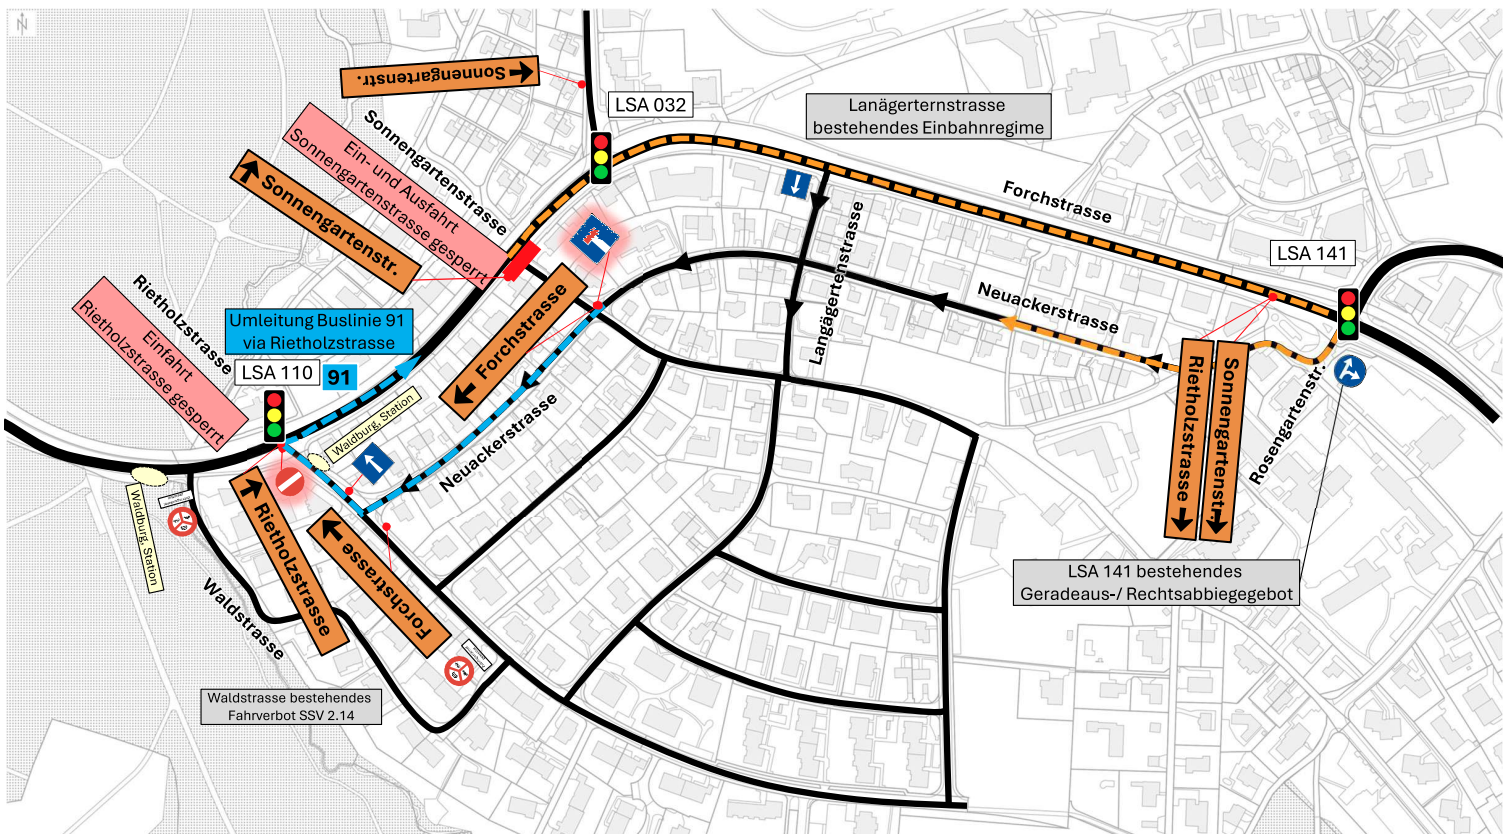 N
Sonnengartenstr.
LSA 032
Lanägerternstrasse
bestehendes Einbahnregime
Sonnengartenstrasse
Ein- und Ausfahrt
Sonnengartenstrasse gesperrt
Sonnengartenstr.
Forchstrasse
LSA 141
Langägertenstrasse
Neuackerstrasse
Rietholzstrasse
Einfahrt
Rietholzstrasse gesperrt
Umleitung Buslinie 91
via Rietholzstrasse
LSA 110
91
Forchstrasse
Waldburg, Station
Neuackerstrasse
Rietholzstrasse
Sonnengartenstr.
Rosengartenstr.
Waldburg, Station
Rietholzstrasse
Forchstrasse
Waldstrasse
LSA 141 bestehendes
Geradeaus-/ Rechtsabbiegegebot
Waldstrasse bestehendes
Fahrverbot SSV 2.14